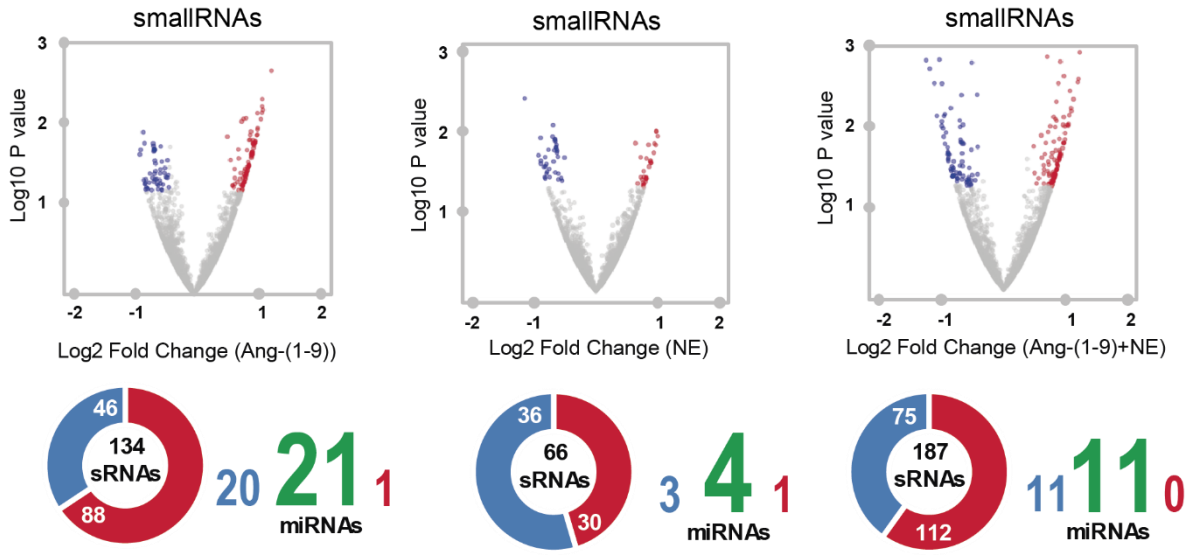 smallRNAs
3
2
1
Log10 P value
-2
-1
1
2
Log2 Fold Change (Ang-(1-9))
46
134
sRNAs
88
20
21
1
miRNAs
smallRNAs
3
2
1
Log10 P value
-2
-1
1
2
Log2 Fold Change (NE)
36
66
sRNAs
30
3
4
1
miRNAs
smallRNAs
3
2
1
Log10 P value
-2
-1
1
2
Log2 Fold Change (Ang-(1-9)+NE)
75
187
sRNAs
112
11
11
0
miRNAs